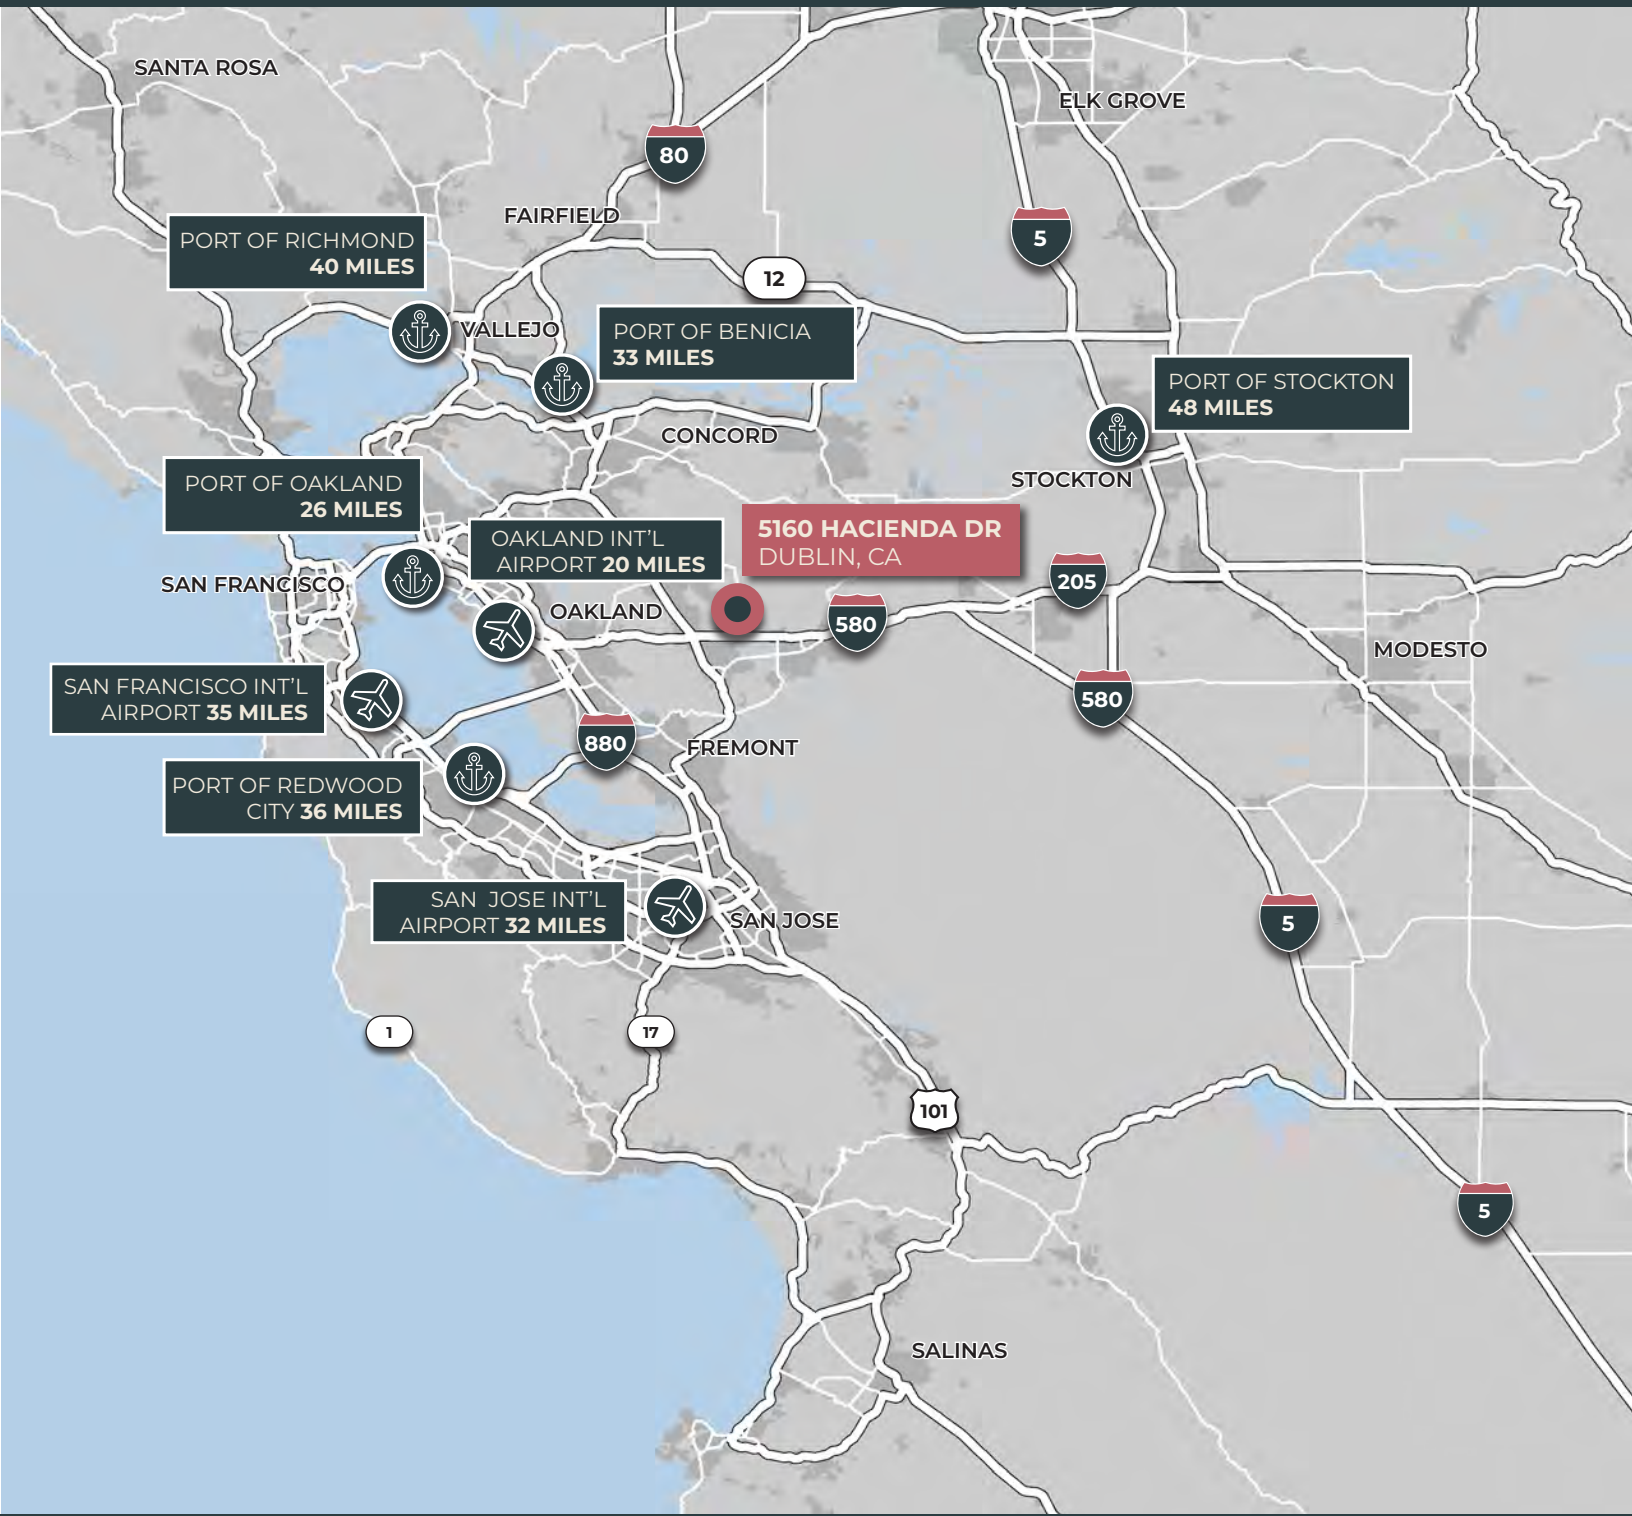 SANTA ROSA
ELK GROVE
80
FAIRFIELD
5
PORT OF RICHMOND
40 MILES
12
VALLEJO
PORT OF BENICIA
33 MILES
PORT OF STOCKTON
48 MILES
CONCORD
STOCKTON
PORT OF OAKLAND
26 MILES
OAKLAND INT'L
AIRPORT 20 MILES
5160 HACIENDA DR
DUBLIN, CA
205
SAN FRANCISCO
OAKLAND
580
MODESTO
SAN FRANCISCO INT'L
AIRPORT 35 MILES
580
880
FREMONT
PORT OF REDWOOD
CITY 36 MILES
SAN JOSE INT'L
AIRPORT 32 MILES
SAN JOSE
5
1
17
101
5
SALINAS